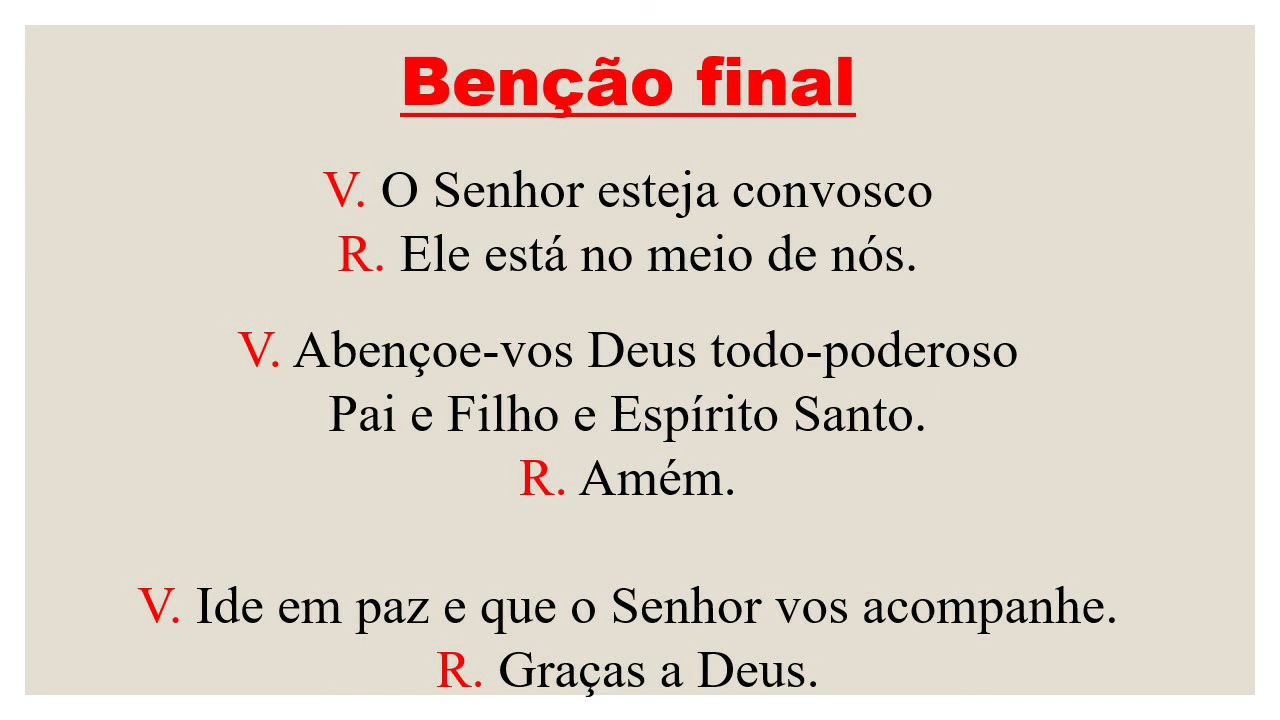 Benção final
V. O Senhor esteja convosco
R. Ele está no meio de nós.
V. Abençoe-vos Deus todo-poderoso
Pai e Filho e Espírito Santo.
R. Amém.
V. Ide em paz e que o Senhor vos acompanhe.
R. Graças a Deus.